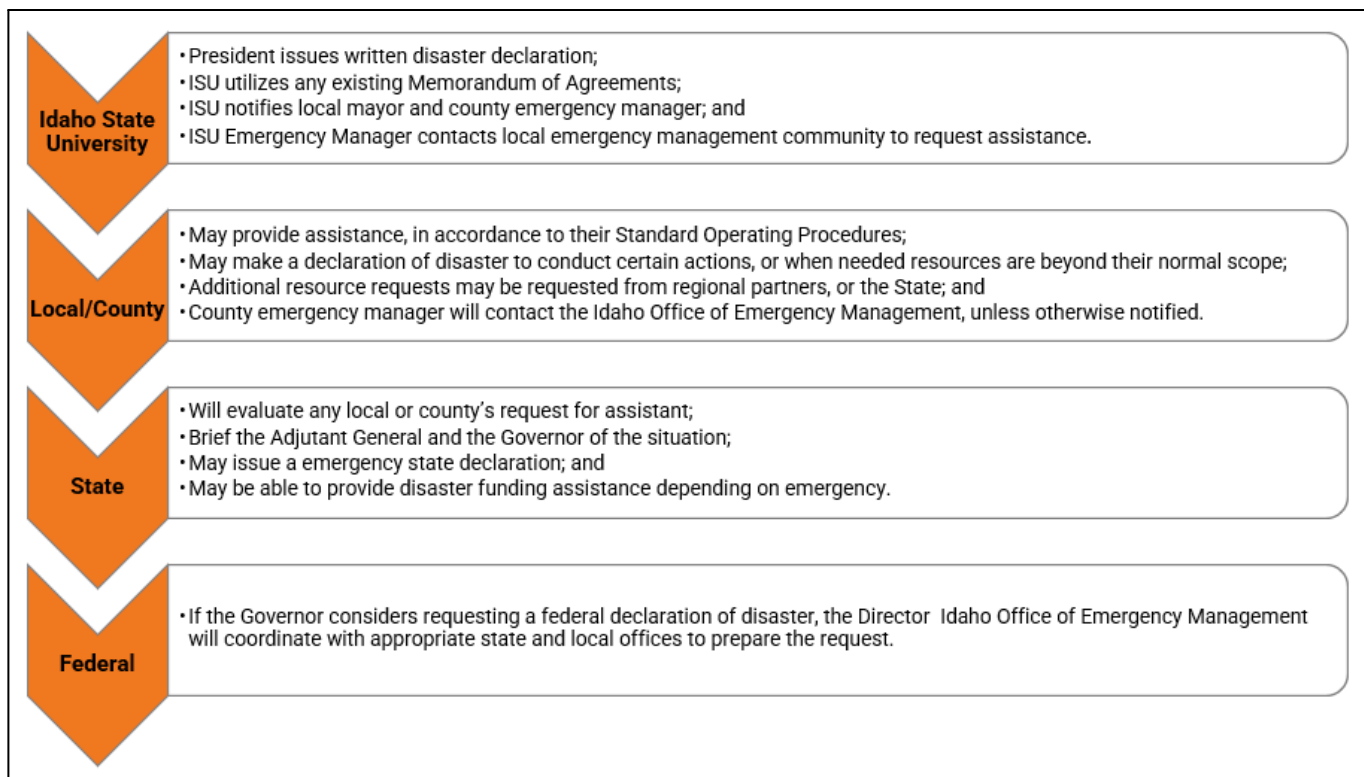 Idaho State
University
•President issues written disaster declaration;
•ISU utilizes any existing Memorandum of Agreements;
•ISU notifies local mayor and county emergency manager; and
•ISU Emergency Manager contacts local emergency management community to request assistance.
Local/County
•May provide assistance, in accordance to their Standard Operating Procedures;
•May make a declaration of disaster to conduct certain actions, or when needed resources are beyond their normal scope;
•Additional resource requests may be requested from regional partners, or the State; and
•County emergency manager will contact the Idaho Office of Emergency Management, unless otherwise notified.
State
•Will evaluate any local or county’s request for assistant;
•Brief the Adjutant General and the Governor of the situation;
•May issue a emergency state declaration; and
•May be able to provide disaster funding assistance depending on emergency.
Federal
•If the Governor considers requesting a federal declaration of disaster, the Director  Idaho Office of Emergency Management
will coordinate with appropriate state and local offices to prepare the request.